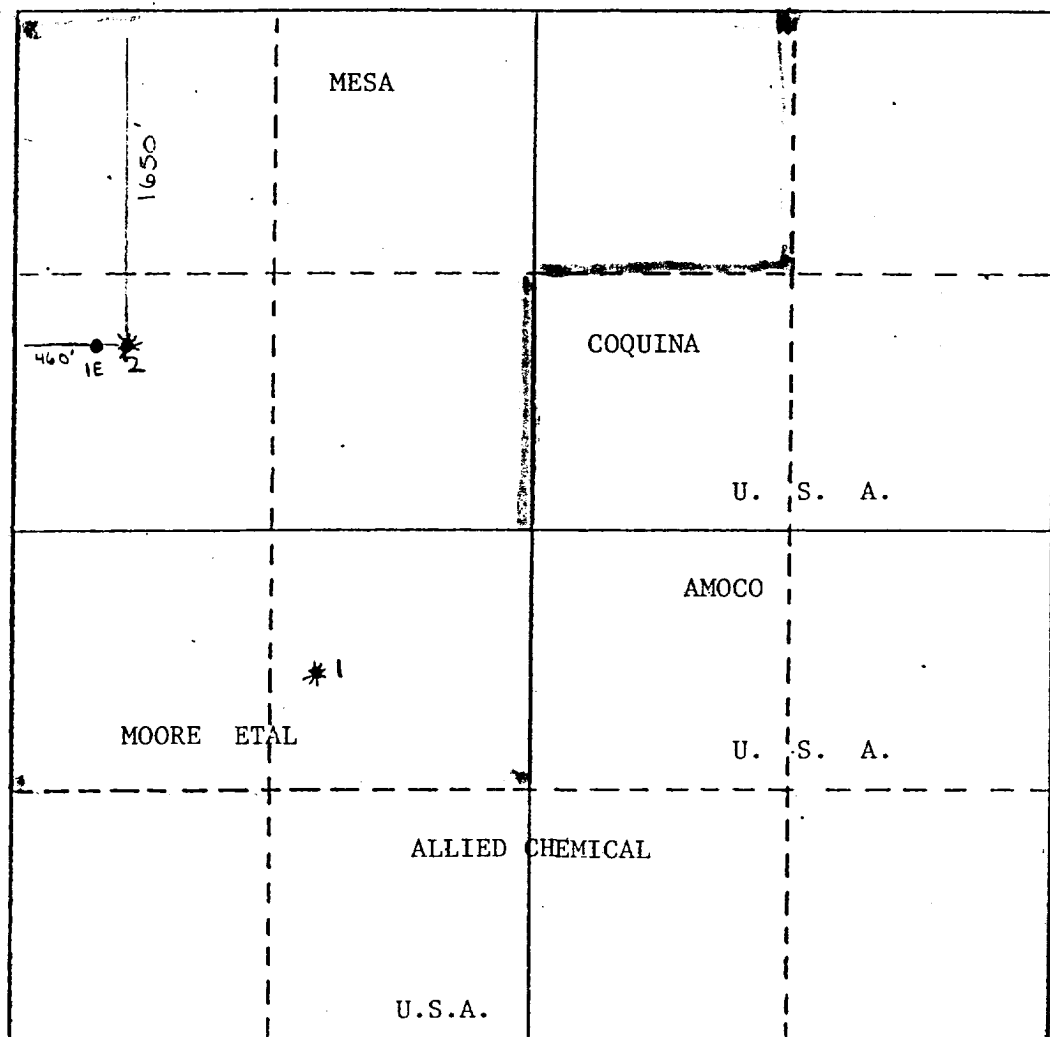 MESA
1650'
COQUINA
460'
1E
2
U. S. A.
AMOCO
1
MOORE ETAL
U. S. A.
ALLIED CHEMICAL
U.S.A.